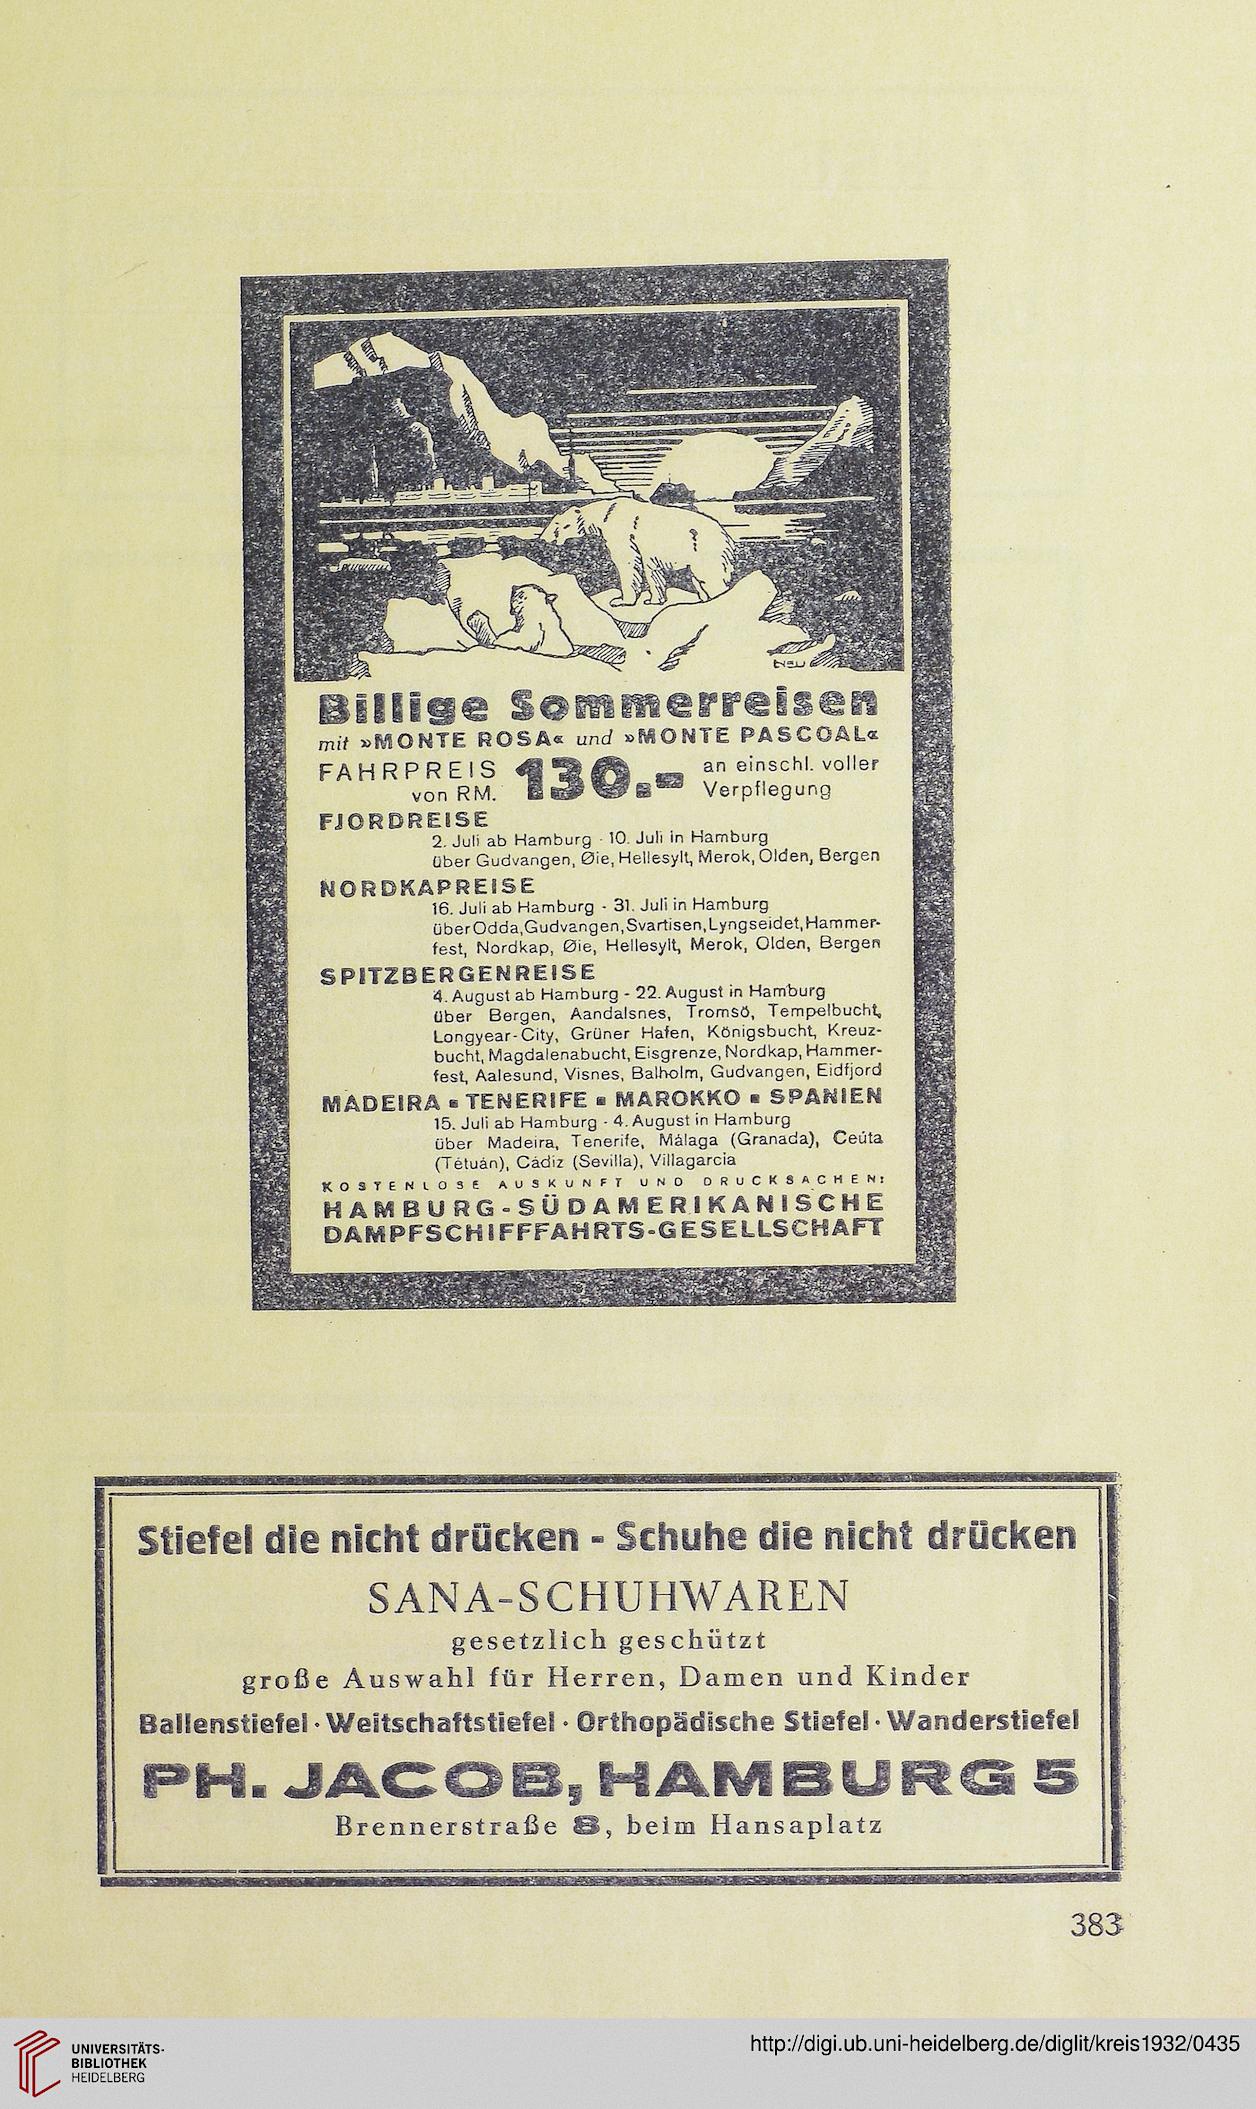 NEU
Billige Sommerreisen
mit »MONTE ROSA« und »MONTE PASCOAL«
FAHRPREIS von RM. 130.- an einschl. voller Verpflegung
FJORDREISE
2. Juli ab Hamburg - 10. Juli in Hamburg
über Gudvangen, Øie, Hellesylt, Merok, Olden, Bergen
NORDKAPREISE
16. Juli ab Hamburg - 31. Juli in Hamburg
über Odda, Gudvangen, Svartisen, Lyngseidet, Hammer-
fest, Nordkap, Øie, Hellesylt, Merok, Olden, Bergen
SPITZBERGENREISE
4. August ab Hamburg - 22. August in Hamburg
über Bergen, Aandalsnes, Tromsö, Tempelbucht,
Longyear-City, Grüner Hafen, Königsbucht, Kreuz-
bucht, Magdalenabucht, Eisgrenze, Nordkap, Hammer-
fest, Aalesund, Visnes, Balholm, Gudvangen, Eidfjord
MADEIRA ▪ TENERIFE ▪ MAROKKO ▪ SPANIEN
15. Juli ab Hamburg - 4. August in Hamburg
über Madeira, Tenerife, Málaga (Granada), Ceúta
(Tétuán), Cádiz (Sevilla), Villagarcia
KOSTENLOSE AUSKUNFT UND DRUCKSACHEN:
HAMBURG-SÜDAMERIKANISCHE
DAMPFSCHIFFFAHRTS-GESELLSCHAFT
Stiefel die nicht drücken - Schuhe die nicht drücken
SANA-SCHUHWAREN
gesetzlich geschützt
große Auswahl für Herren, Damen und Kinder
Ballenstiefel · Weitschaftstiefel · Orthopädische Stiefel · Wanderstiefel
PH. JACOB, HAMBURG 5
Brennerstraße 8, beim Hansaplatz
383
UNIVERSITÄTS-
BIBLIOTHEK
HEIDELBERG
http://digi.ub.uni-heidelberg.de/diglit/kreis1932/0435